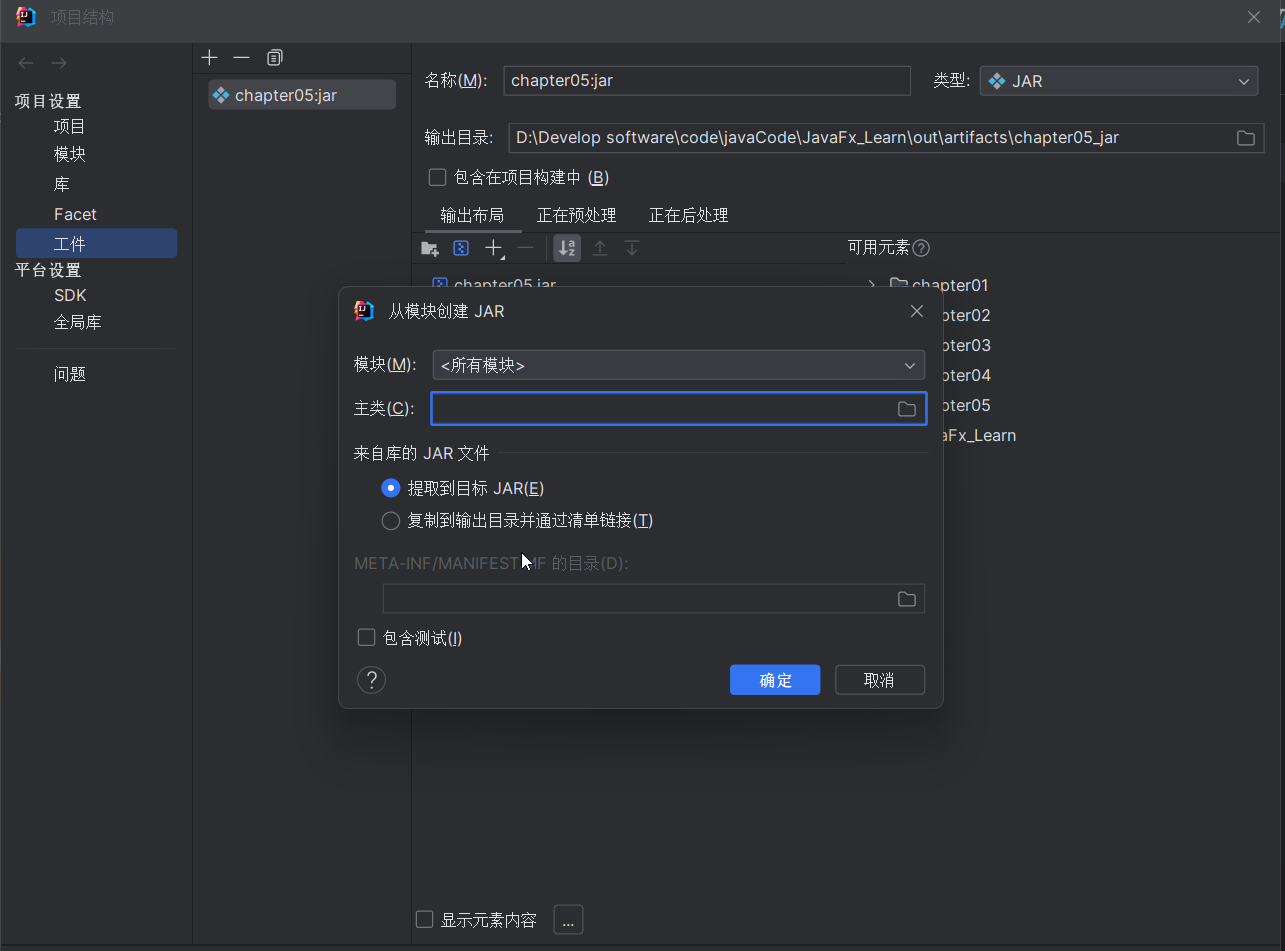 项目结构
项目设置
项目
模块
库
Facet
工件
平台设置
SDK
全局库
问题
chapter05:jar
名称(M): chapter05:jar 类型: JAR
输出目录: D:\Develop software\code\javaCode\JavaFx_Learn\out\artifacts\chapter05_jar
包含在项目构建中 (B)
输出布局 正在预处理 正在后处理
可用元素
chapter05.jar
chapter01
pter02
pter03
pter04
pter05
aFx_Learn
从模块创建 JAR
模块(M): <所有模块>
主类(C):
来自库的 JAR 文件
提取到目标 JAR(E)
复制到输出目录并通过清单链接(T)
META-INF/MANIFEST.MF 的目录(D):
包含测试(I)
?
确定 取消
显示元素内容 ...